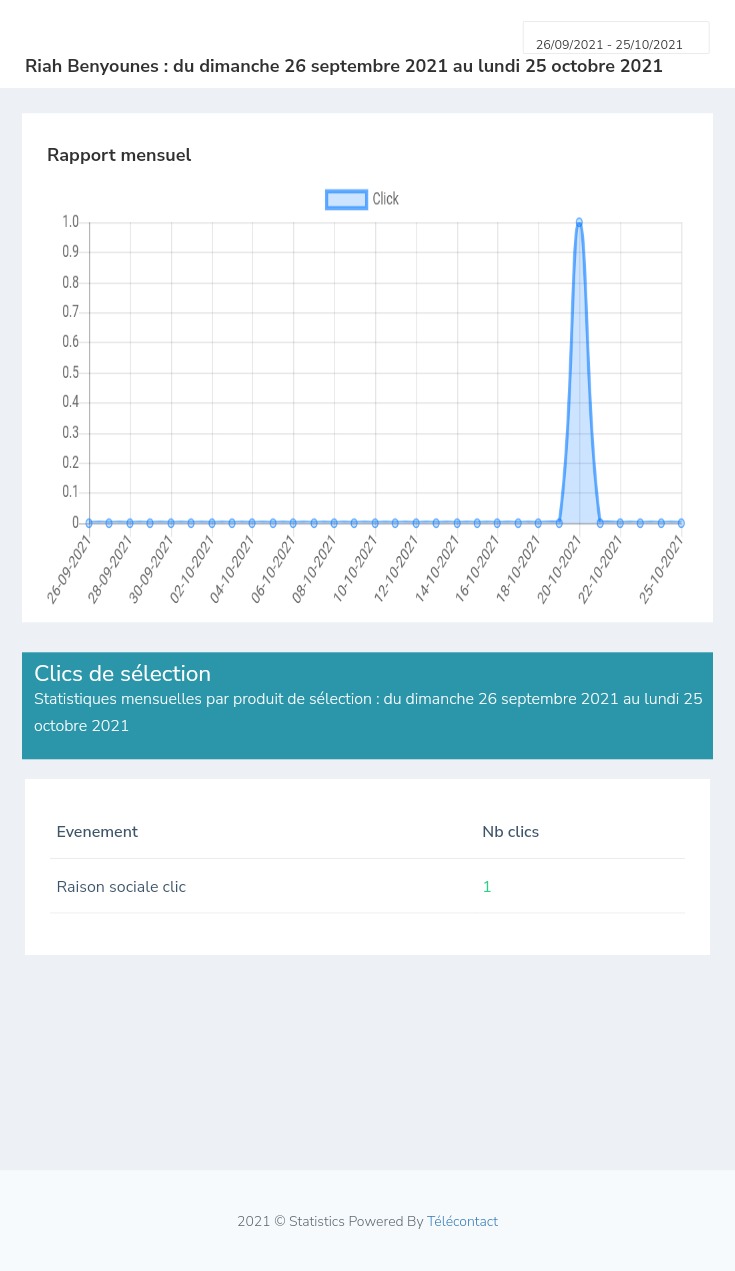 26/09/2021 - 25/10/2021
Riah Benyounes : du dimanche 26 septembre 2021 au lundi 25 octobre 2021
Rapport mensuel
Click
1.0
0.9
0.8
0.7
0.6
0.5
0.4
0.3
0.2
0.1
0
26-09-2021
28-09-2021
30-09-2021
02-10-2021
04-10-2021
06-10-2021
08-10-2021
10-10-2021
12-10-2021
14-10-2021
16-10-2021
18-10-2021
20-10-2021
22-10-2021
25-10-2021
Clics de sélection
Statistiques mensuelles par produit de sélection : du dimanche 26 septembre 2021 au lundi 25
octobre 2021
Evenement Nb clics
Raison sociale clic 1
2021 © Statistics Powered By Télécontact